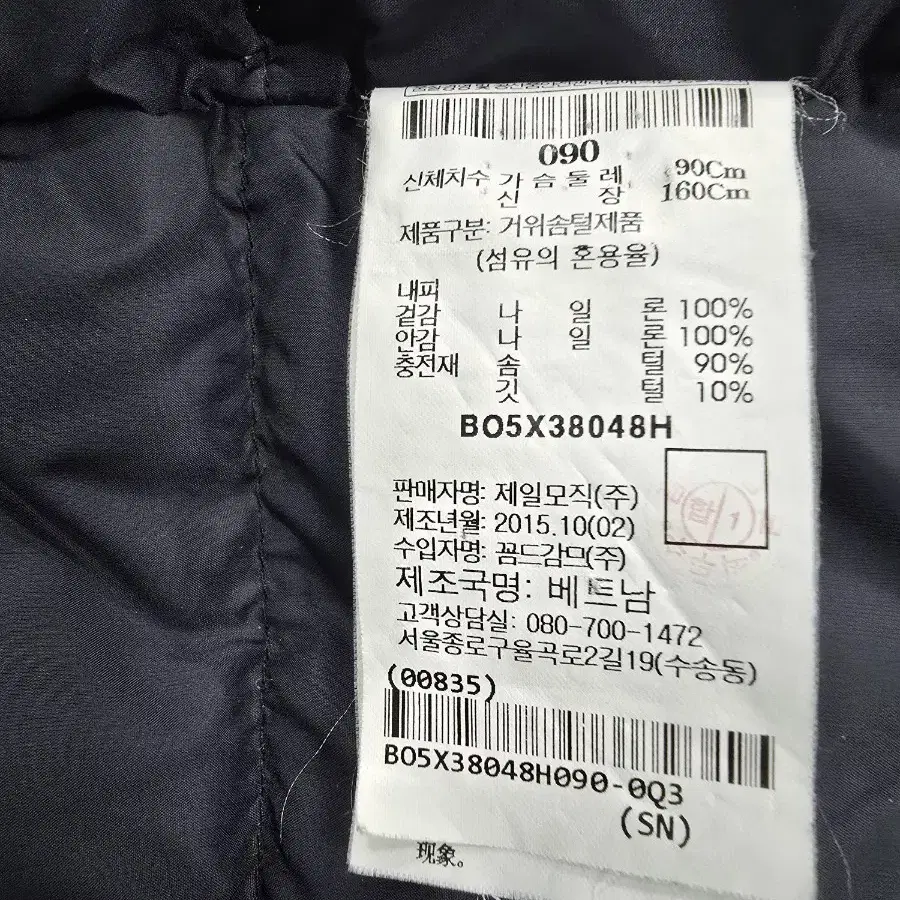 090
신체치수 가 슴 둘 레 90Cm
신 장 160Cm
제품구분: 거위솜털제품
(섬유의 혼용율)
내피
겉감 나 일 론 100%
안감 나 일 론 100%
충전재 솜 털 90%
깃 털 10%
BO5X38048H
판매자명: 제일모직(주)
제조년월: 2015.10(02)
수입자명: 꼼드감므(주)
제조국명: 베트남
고객상담실: 080-700-1472
서울종로구율곡로2길19(수송동)
(00835)
BO5X38048H090-0Q3
(SN)
现象。
합 1